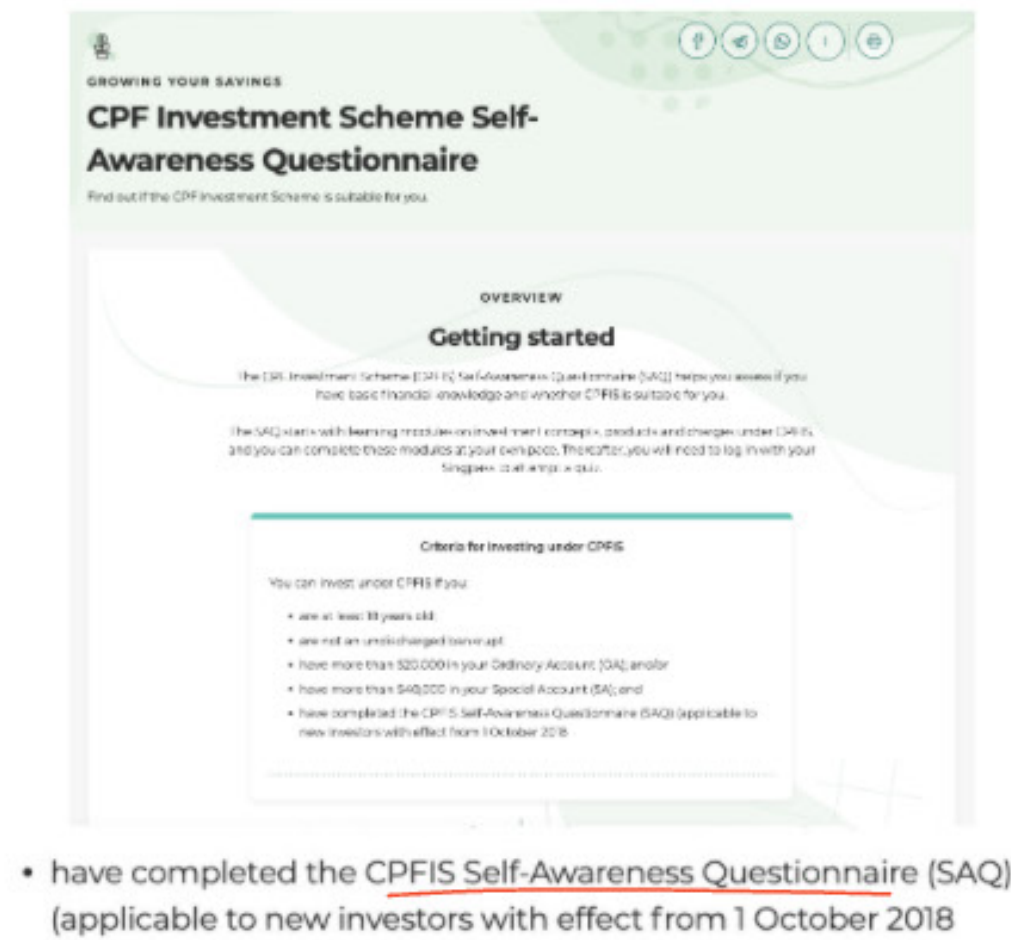 GROWING YOUR SAVINGS
CPF Investment Scheme Self-
Awareness Questionnaire
Find out if the CPF Investment Scheme is suitable for you.
OVERVIEW
Getting started
The CPF Investment Scheme (CPFIS) Self-Awareness Questionnaire (SAQ) helps you assess if you
have basic financial knowledge and whether CPFIS is suitable for you.
The SAQ starts with learning modules on investment concepts, products and charges under CPFIS,
and you can complete these modules at your own pace. Thereafter, you will need to log in with your
Singpass to attempt a quiz.
Criteria for investing under CPFIS
You can invest under CPFIS if you:
• are at least 18 years old;
• are not an undischarged bankrupt
• have more than $20,000 in your Ordinary Account (OA); and/or
• have more than $40,000 in your Special Account (SA); and
• have completed the CPFIS Self-Awareness Questionnaire (SAQ) (applicable to
new investors with effect from 1 October 2018
• have completed the CPFIS Self-Awareness Questionnaire (SAQ)
(applicable to new investors with effect from 1 October 2018